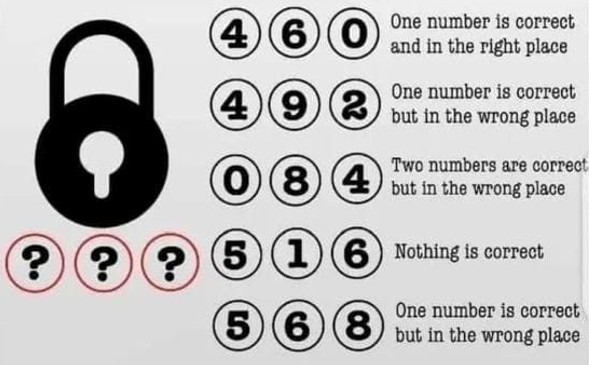 4 6 0 One number is correct
and in the right place
4 9 2 One number is correct
but in the wrong place
0 8 4 Two numbers are correct
but in the wrong place
? ? ? 5 1 6 Nothing is correct
5 6 8 One number is correct
but in the wrong place